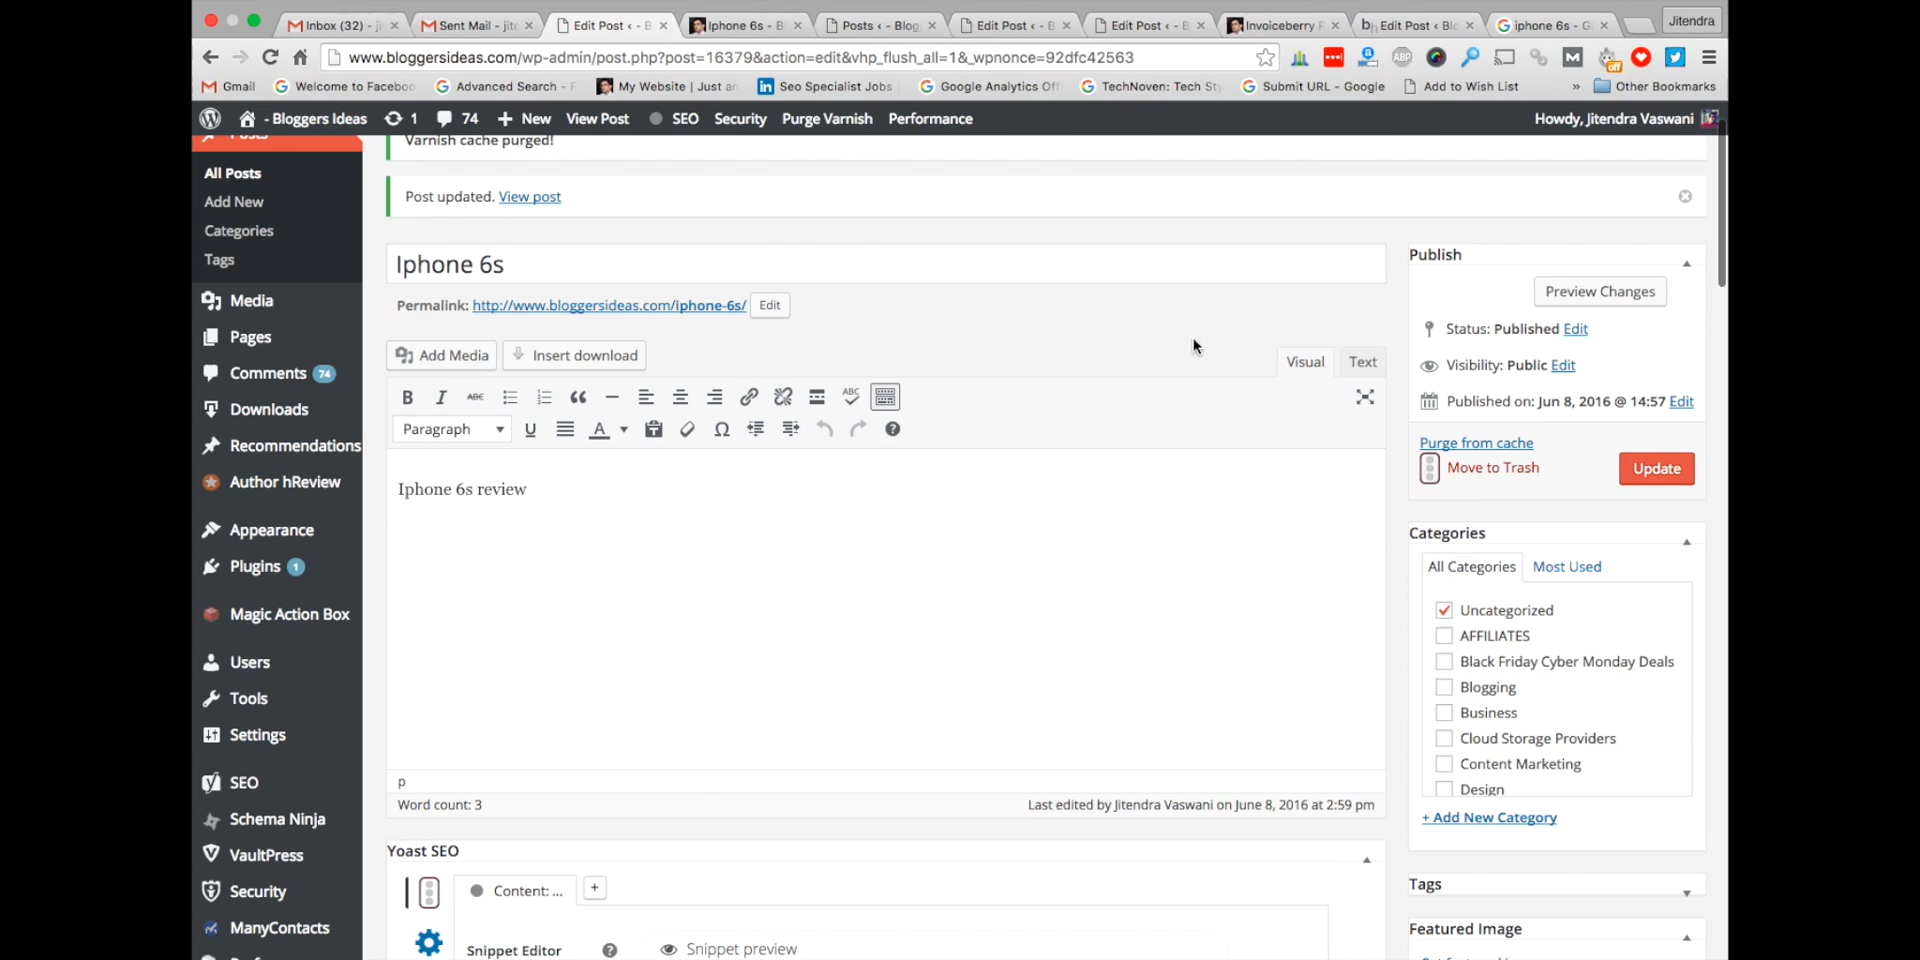 Inbox (32) - ji
Sent Mail - jite
Edit Post ‹ - B
Iphone 6s - B
Posts ‹ - Blogg
Edit Post ‹ - B
Edit Post ‹ - B
Invoiceberry R
Edit Post ‹ Blo
iphone 6s - G
Jitendra
www.bloggersideas.com/wp-admin/post.php?post=16379&action=edit&vhp_flush_all=1&_wpnonce=92dfc42563
Gmail
Welcome to Faceboo
Advanced Search - F
My Website | Just an
Seo Specialist Jobs
Google Analytics Off
TechNoven: Tech Sty
Submit URL - Google
Add to Wish List
»
Other Bookmarks
- Bloggers Ideas
1
74
+ New
View Post
SEO
Security
Purge Varnish
Performance
Howdy, Jitendra Vaswani
Posts
All Posts
Add New
Categories
Tags
Media
Pages
Comments 74
Downloads
Recommendations
Author hReview
Appearance
Plugins 1
Magic Action Box
Users
Tools
Settings
SEO
Schema Ninja
VaultPress
Security
ManyContacts
Varnish cache purged!
Post updated. View post
Iphone 6s
Permalink: http://www.bloggersideas.com/iphone-6s/ Edit
Add Media
Insert download
Visual
Text
B I ABC
ABC
Paragraph
U
A
Ω
Iphone 6s review
p
Word count: 3
Last edited by Jitendra Vaswani on June 8, 2016 at 2:59 pm
Yoast SEO
Content: ...
+
Snippet Editor
Snippet preview
Publish
Preview Changes
Status: Published Edit
Visibility: Public Edit
Published on: Jun 8, 2016 @ 14:57 Edit
Purge from cache
Move to Trash
Update
Categories
All Categories
Most Used
Uncategorized
AFFILIATES
Black Friday Cyber Monday Deals
Blogging
Business
Cloud Storage Providers
Content Marketing
Design
+ Add New Category
Tags
Featured Image